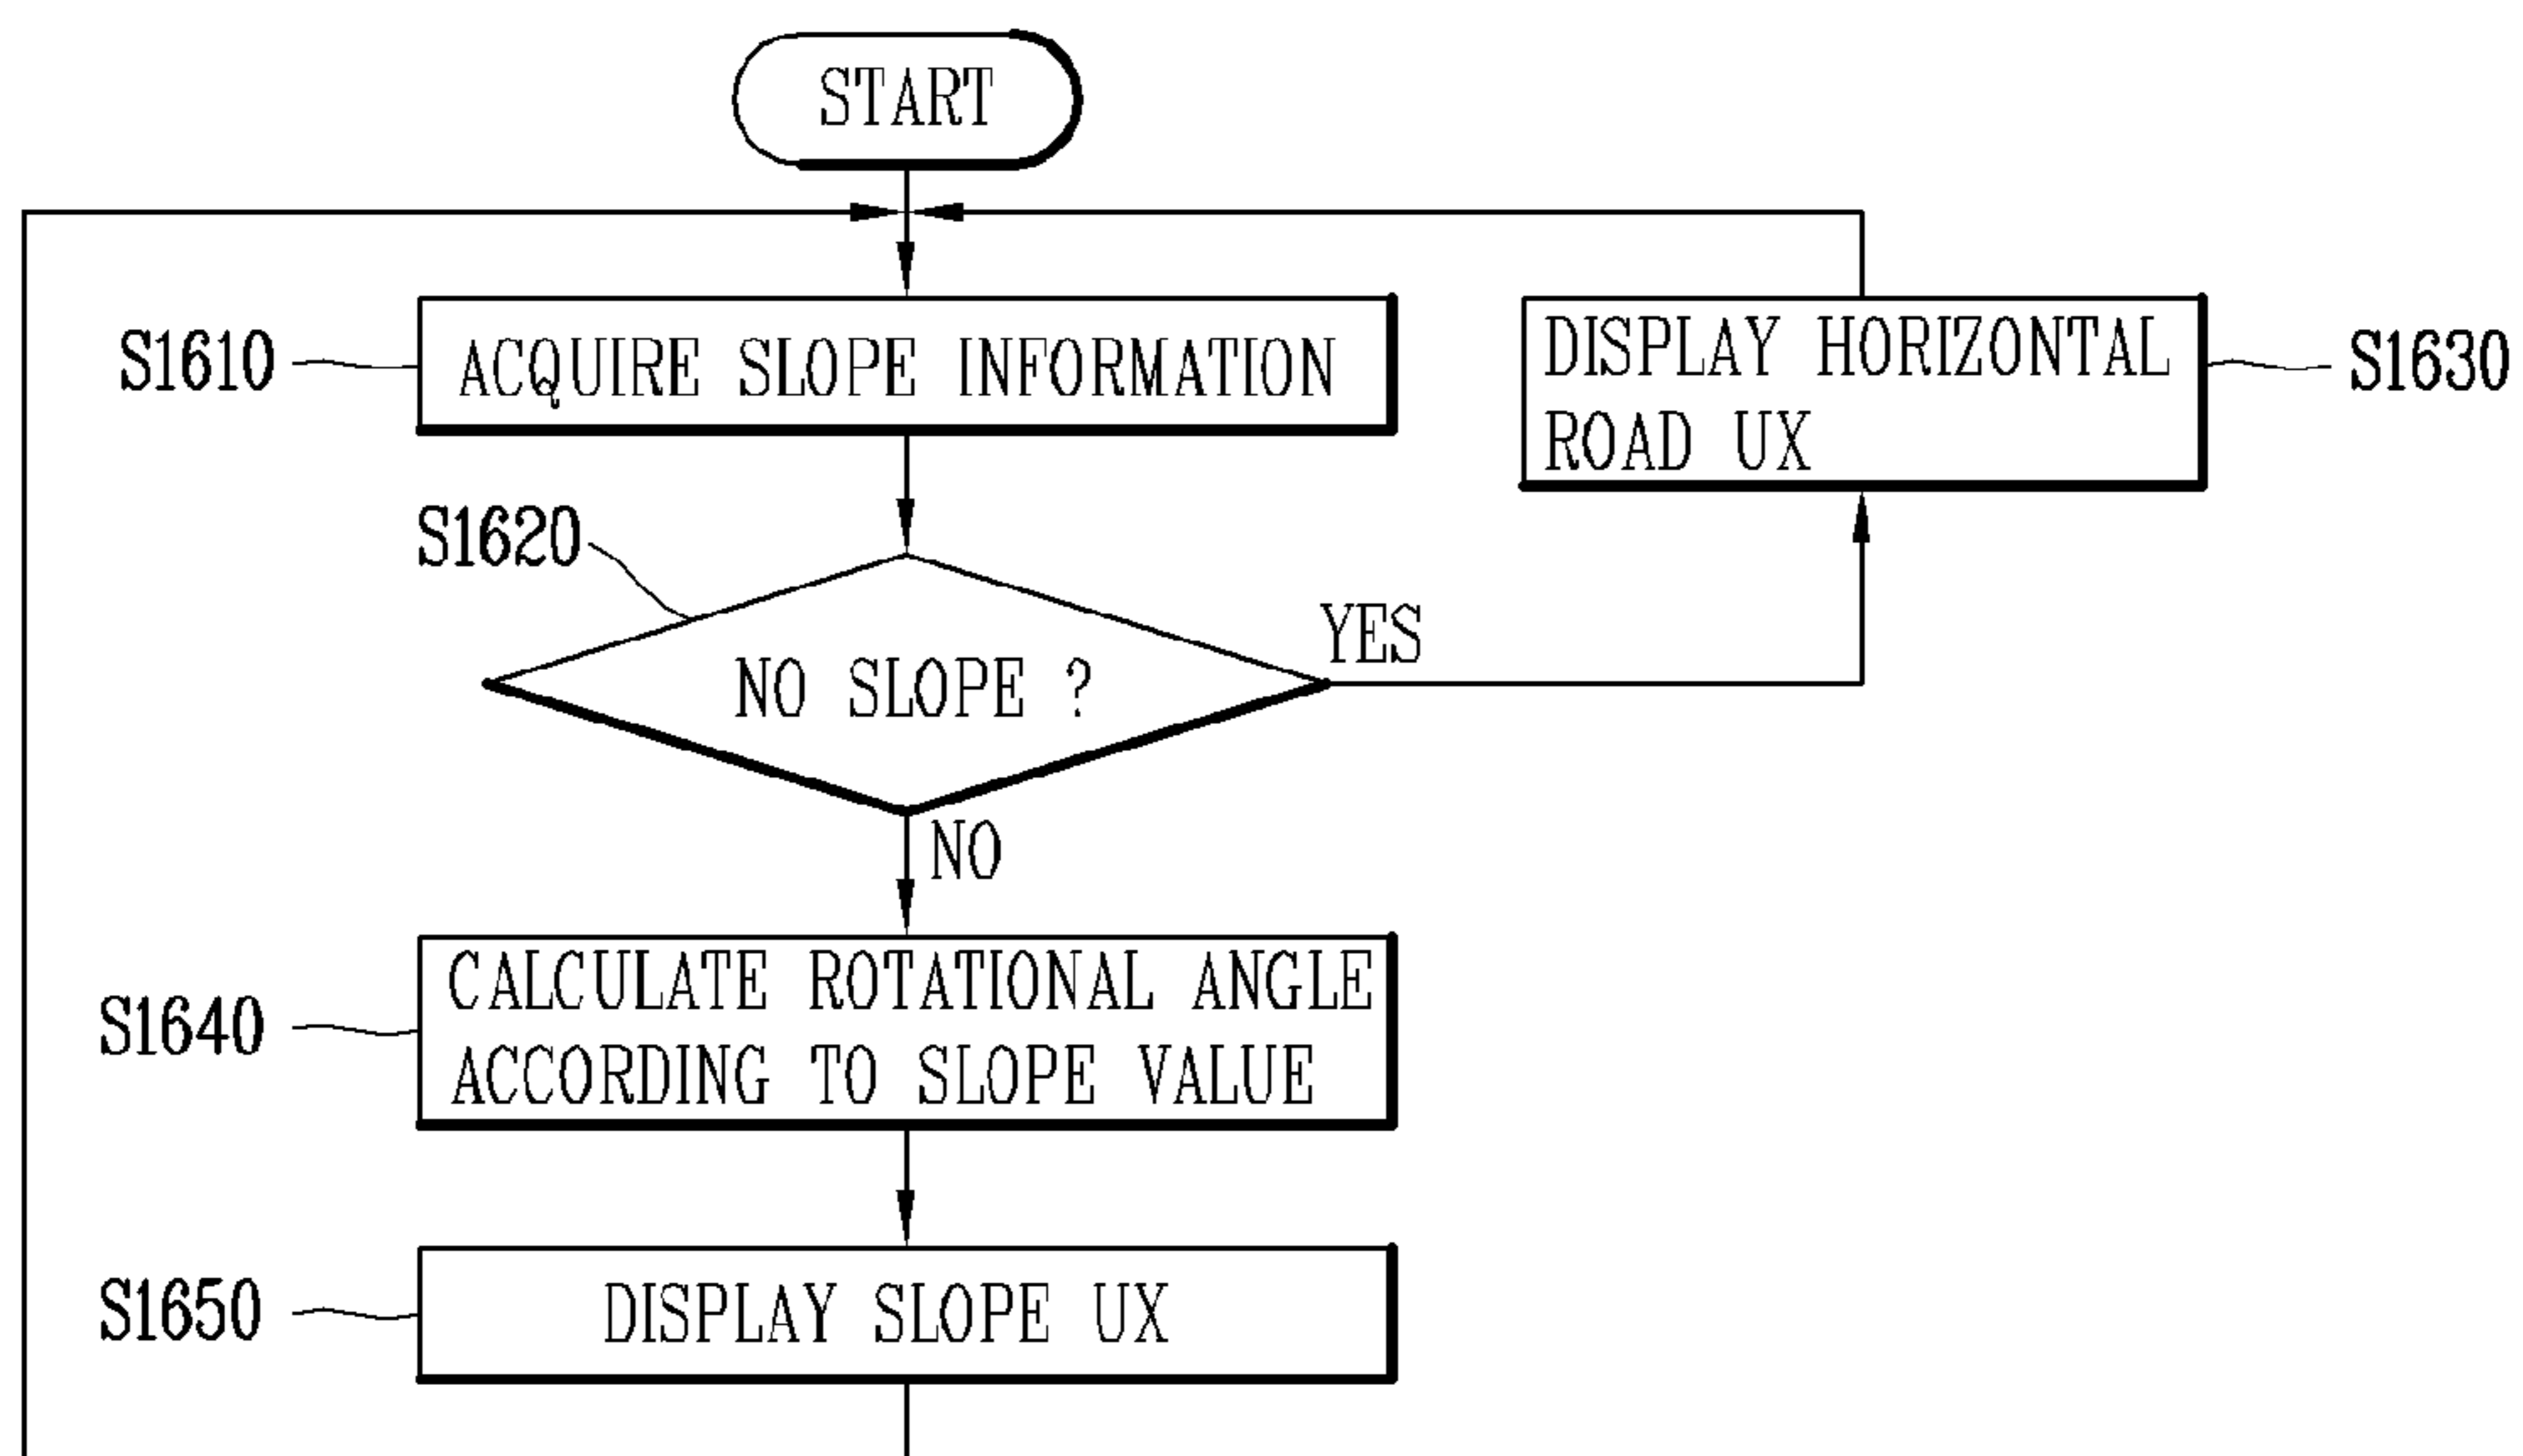 START
S1610
ACQUIRE SLOPE INFORMATION
DISPLAY HORIZONTAL
ROAD UX
S1630
S1620
NO SLOPE ?
YES
NO
S1640
CALCULATE ROTATIONAL ANGLE
ACCORDING TO SLOPE VALUE
S1650
DISPLAY SLOPE UX